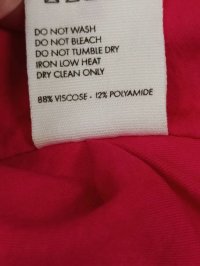 DO NOT WASH
DO NOT BLEACH
DO NOT TUMBLE DRY
IRON LOW HEAT
DRY CLEAN ONLY
88% VISCOSE - 12% POLYAMIDE